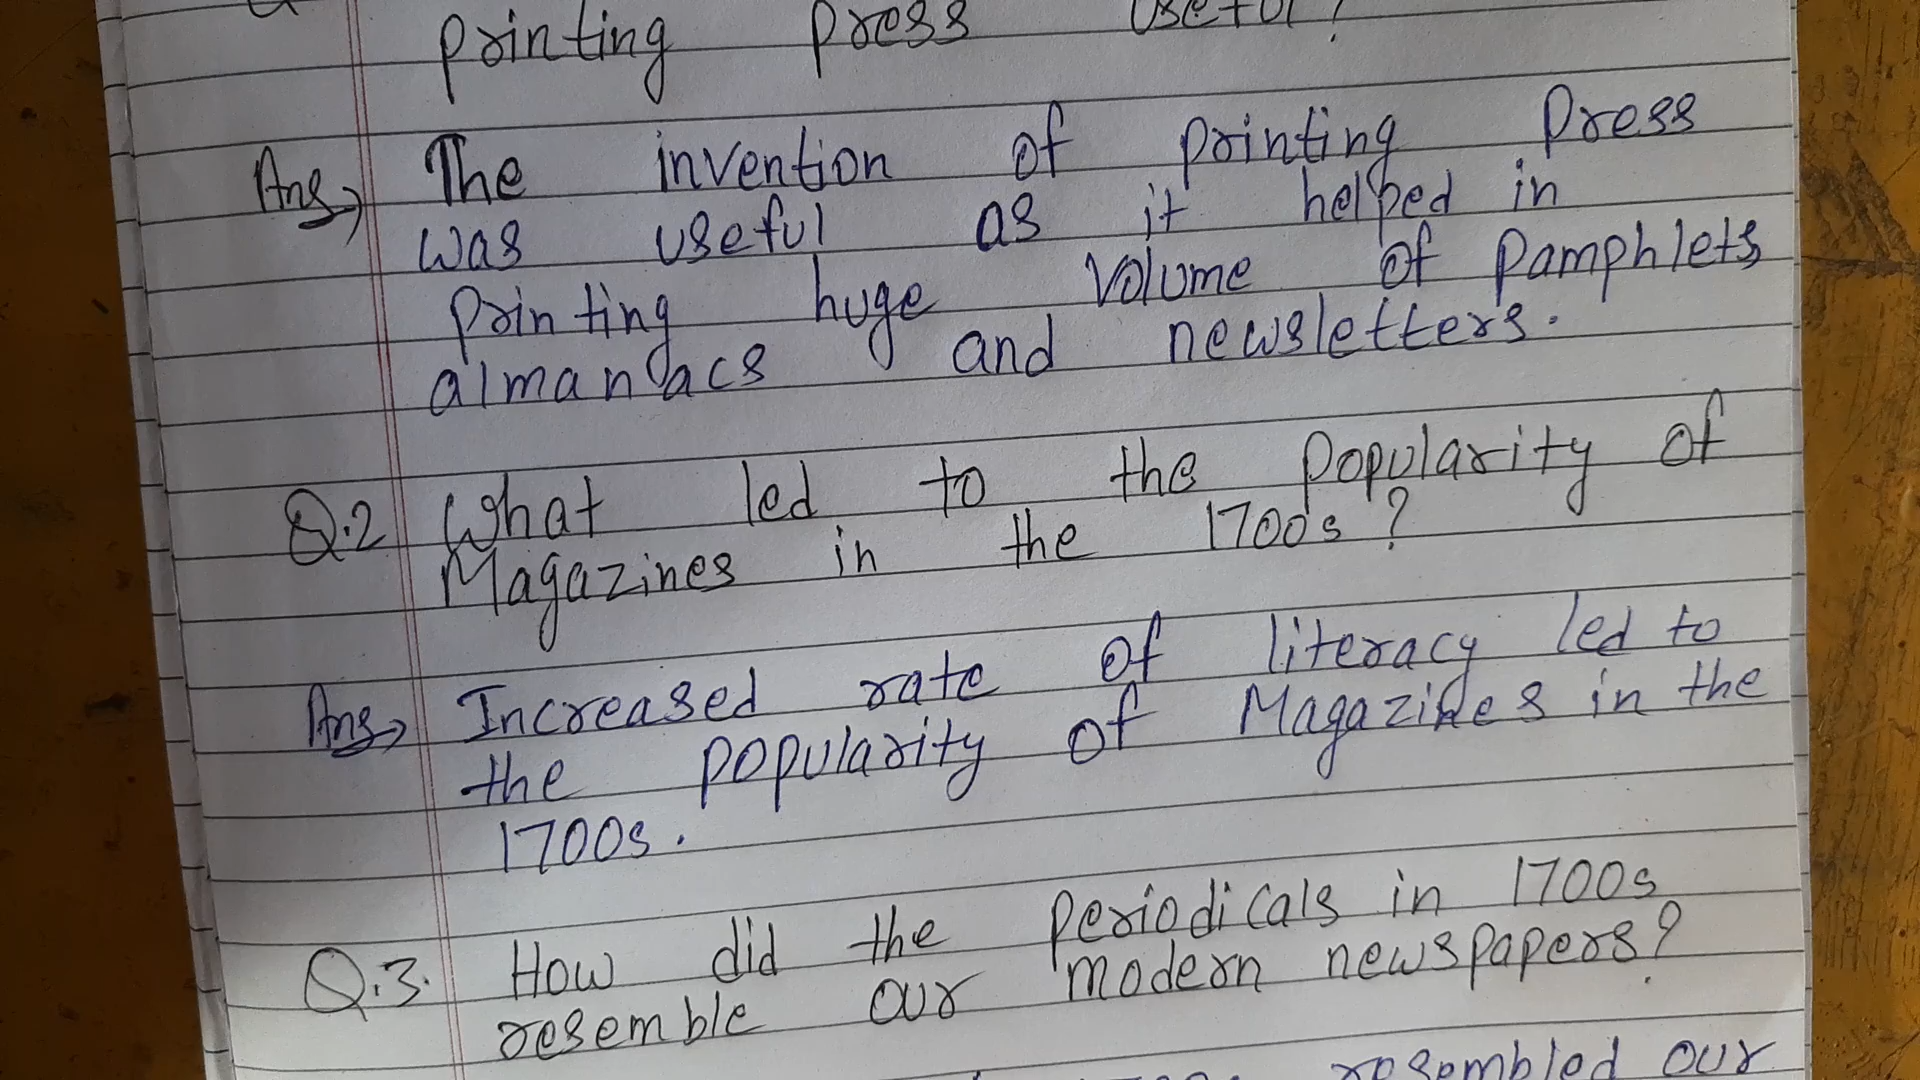 printing press useful?
Ans, The invention of printing press
was useful as it helped in
printing huge volume of pamphlets,
almanacs and newsletters.
Q.2 What led to the popularity of
Magazines in the 1700s?
Ans, Increased rate of literacy led to
the popularity of Magazines in the
1700s.
Q.3. How did the periodicals in 1700s
resemble our modern newspapers?
resembled our